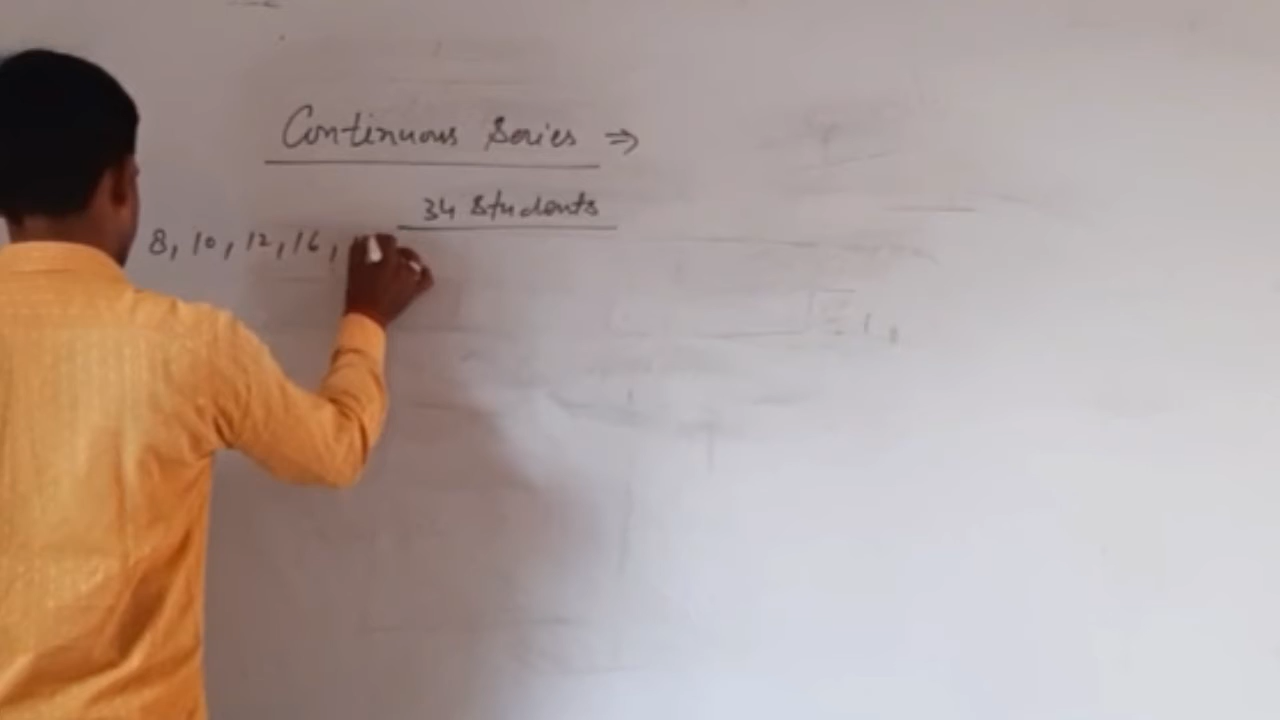 Continuous Series ⇒
34 Students
8, 10, 12, 16,